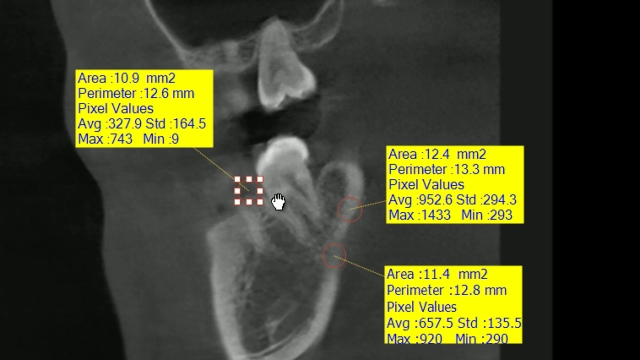 Area :10.9 mm2
Perimeter :12.6 mm
Pixel Values
Avg :327.9 Std :164.5
Max :743 Min :9
Area :12.4 mm2
Perimeter :13.3 mm
Pixel Values
Avg :952.6 Std :294.3
Max :1433 Min :293
Area :11.4 mm2
Perimeter :12.8 mm
Pixel Values
Avg :657.5 Std :135.5
Max :920 Min :290